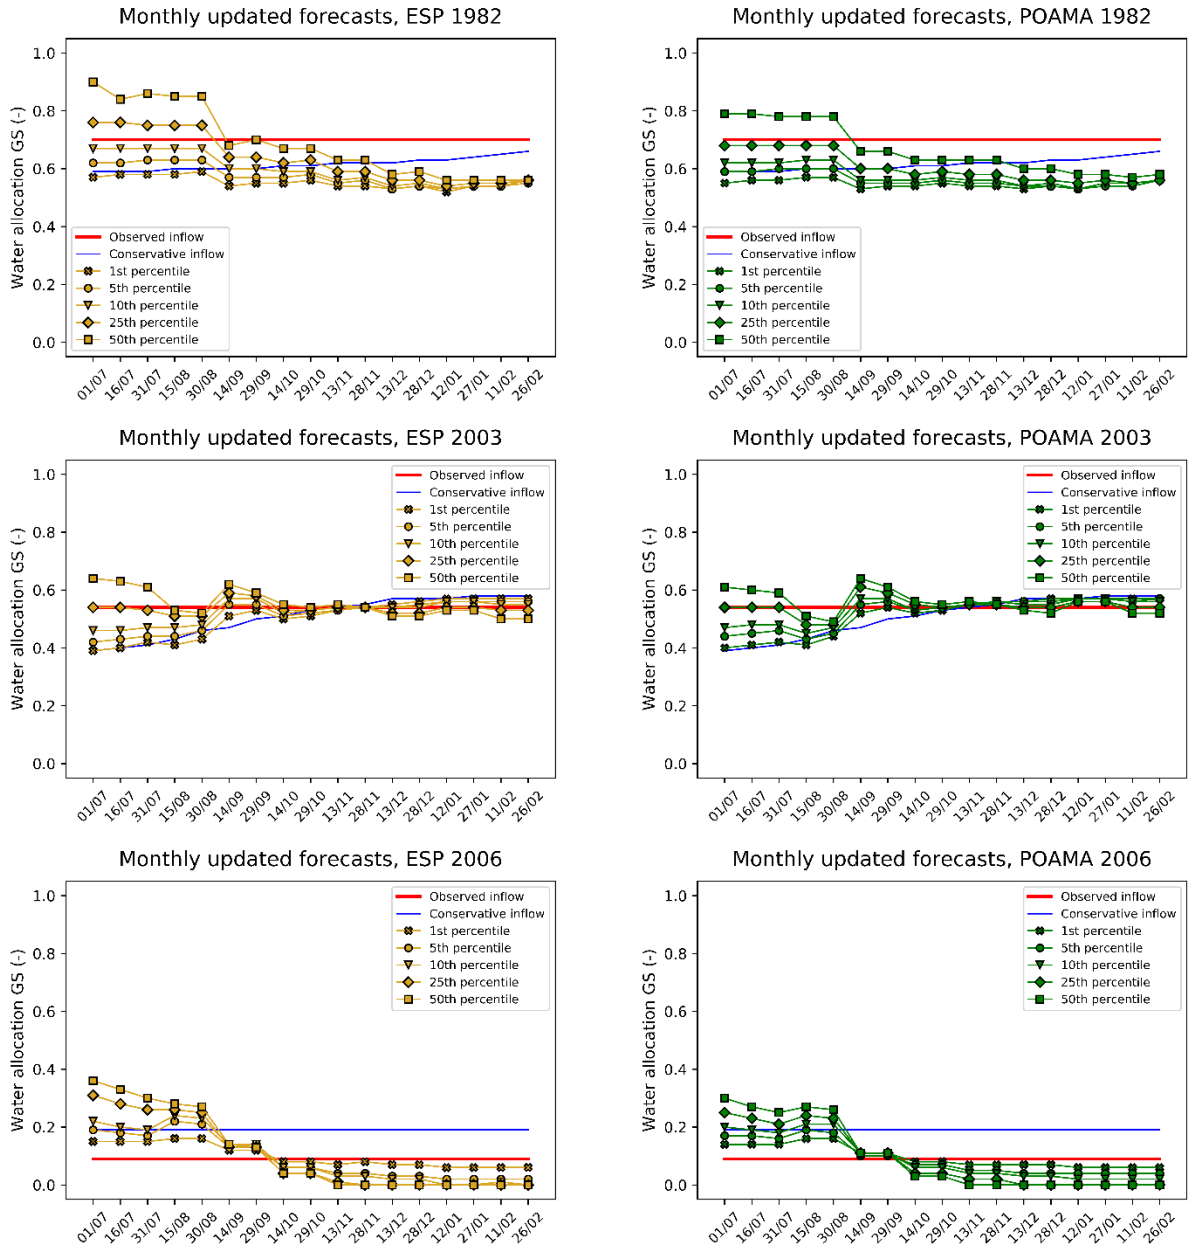 Monthly updated forecasts, ESP 1982
Water allocation GS (-)
1.0
0.8
0.6
0.4
0.2
0.0
Observed inflow
Conservative inflow
1st percentile
5th percentile
10th percentile
25th percentile
50th percentile
01/07 16/07 31/07 15/08 30/08 14/09 29/09 14/10 29/10 13/11 28/11 13/12 28/12 12/01 27/01 11/02 26/02
Monthly updated forecasts, POAMA 1982
Water allocation GS (-)
1.0
0.8
0.6
0.4
0.2
0.0
Observed inflow
Conservative inflow
1st percentile
5th percentile
10th percentile
25th percentile
50th percentile
01/07 16/07 31/07 15/08 30/08 14/09 29/09 14/10 29/10 13/11 28/11 13/12 28/12 12/01 27/01 11/02 26/02
Monthly updated forecasts, ESP 2003
Water allocation GS (-)
1.0
0.8
0.6
0.4
0.2
0.0
Observed inflow
Conservative inflow
1st percentile
5th percentile
10th percentile
25th percentile
50th percentile
01/07 16/07 31/07 15/08 30/08 14/09 29/09 14/10 29/10 13/11 28/11 13/12 28/12 12/01 27/01 11/02 26/02
Monthly updated forecasts, POAMA 2003
Water allocation GS (-)
1.0
0.8
0.6
0.4
0.2
0.0
Observed inflow
Conservative inflow
1st percentile
5th percentile
10th percentile
25th percentile
50th percentile
01/07 16/07 31/07 15/08 30/08 14/09 29/09 14/10 29/10 13/11 28/11 13/12 28/12 12/01 27/01 11/02 26/02
Monthly updated forecasts, ESP 2006
Water allocation GS (-)
1.0
0.8
0.6
0.4
0.2
0.0
Observed inflow
Conservative inflow
1st percentile
5th percentile
10th percentile
25th percentile
50th percentile
01/07 16/07 31/07 15/08 30/08 14/09 29/09 14/10 29/10 13/11 28/11 13/12 28/12 12/01 27/01 11/02 26/02
Monthly updated forecasts, POAMA 2006
Water allocation GS (-)
1.0
0.8
0.6
0.4
0.2
0.0
Observed inflow
Conservative inflow
1st percentile
5th percentile
10th percentile
25th percentile
50th percentile
01/07 16/07 31/07 15/08 30/08 14/09 29/09 14/10 29/10 13/11 28/11 13/12 28/12 12/01 27/01 11/02 26/02